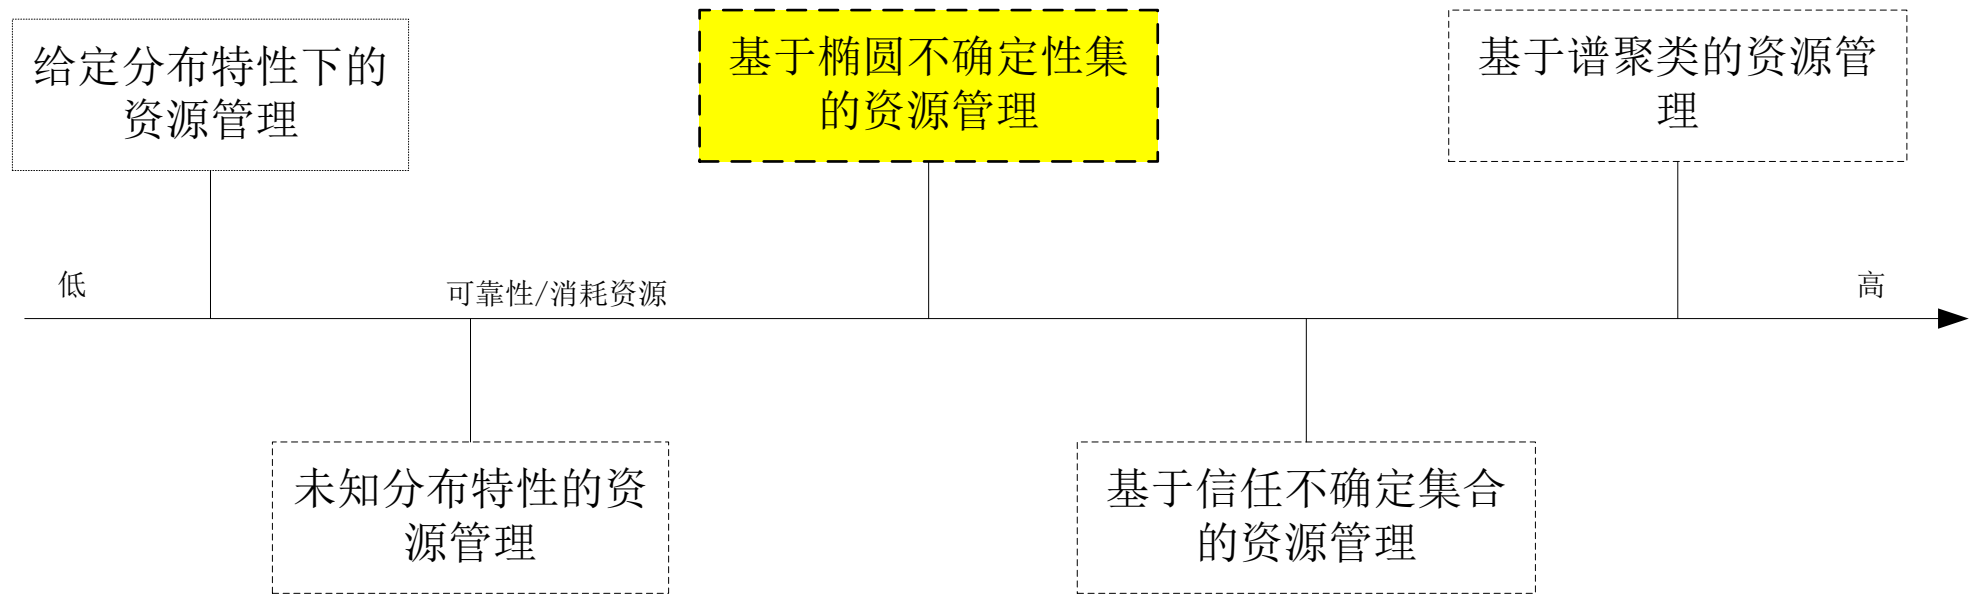 给定分布特性下的
资源管理
基于椭圆不确定性集
的资源管理
基于谱聚类的资源管
理
低
可靠性/消耗资源
高
未知分布特性的资
源管理
基于信任不确定集合
的资源管理